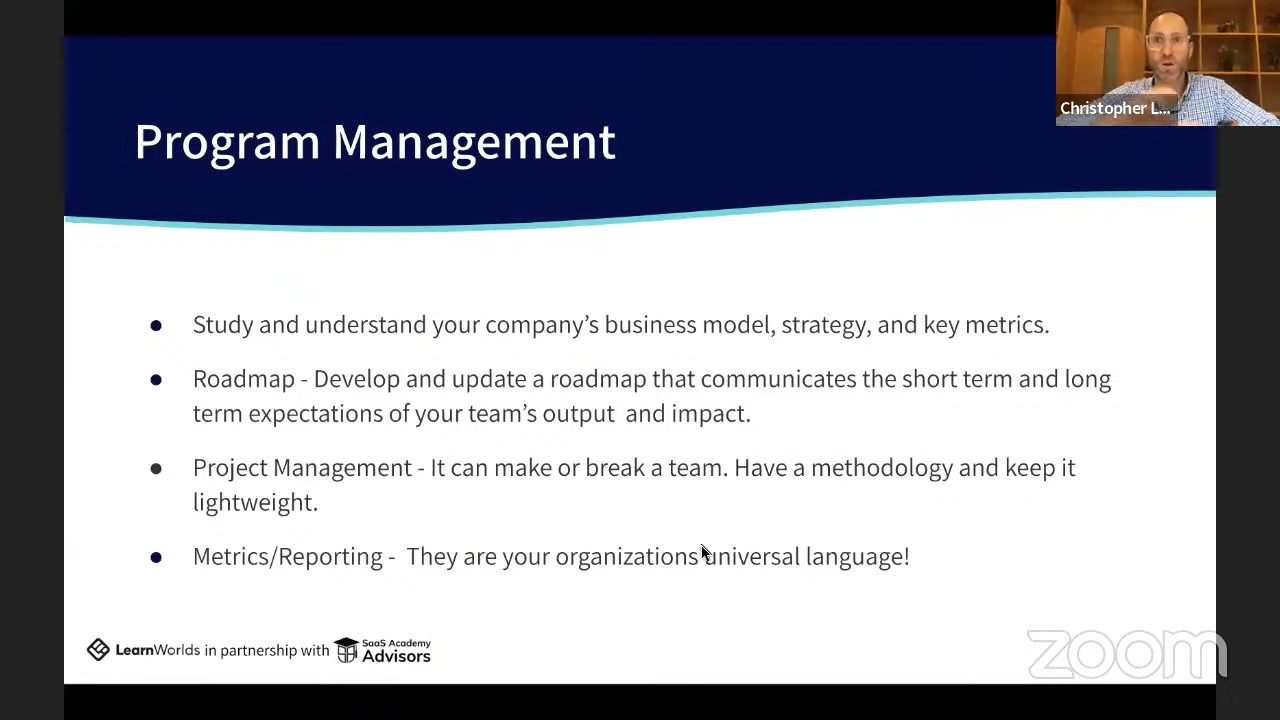 Christopher L...
Program Management
● Study and understand your company's business model, strategy, and key metrics.
● Roadmap - Develop and update a roadmap that communicates the short term and long
term expectations of your team's output  and impact.
● Project Management - It can make or break a team. Have a methodology and keep it
lightweight.
● Metrics/Reporting -  They are your organizations universal language!
LearnWorlds in partnership with SaaS Academy
Advisors
zoom